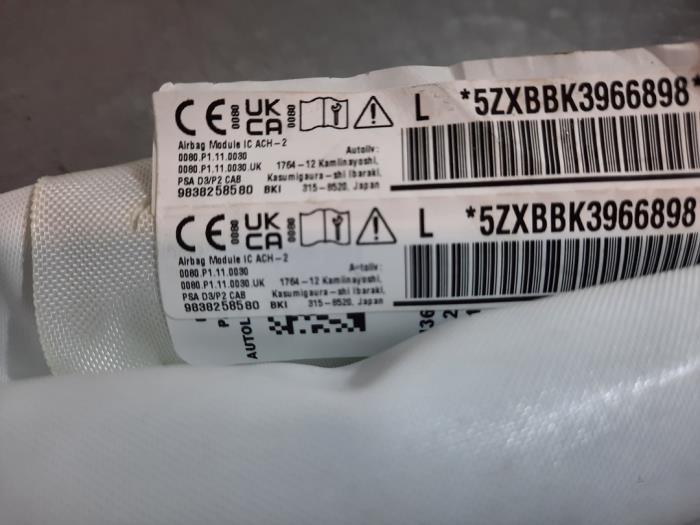 CE 0080 UK CA 0080 L *5ZXBBK3966898*
Airbag Module IC ACH-2
0080.P1.11.0030 Autoliv:
0080.P1.11.0030.UK 1764-12 Kamiinayoshi,
PSA D3/P2 CAB Kasumigaura-shi Ibaraki,
9838258580 BKI 315-8520, Japan
CE 0080 UK CA 0080 L *5ZXBBK3966898
Airbag Module IC ACH-2
0080.P1.11.0030 Autoliv:
0080.P1.11.0030.UK 1764-12 Kamiinayoshi,
PSA D3/P2 CAB Kasumigaura-shi Ibaraki,
9838258580 BKI 315-8520, Japan
AUTOL